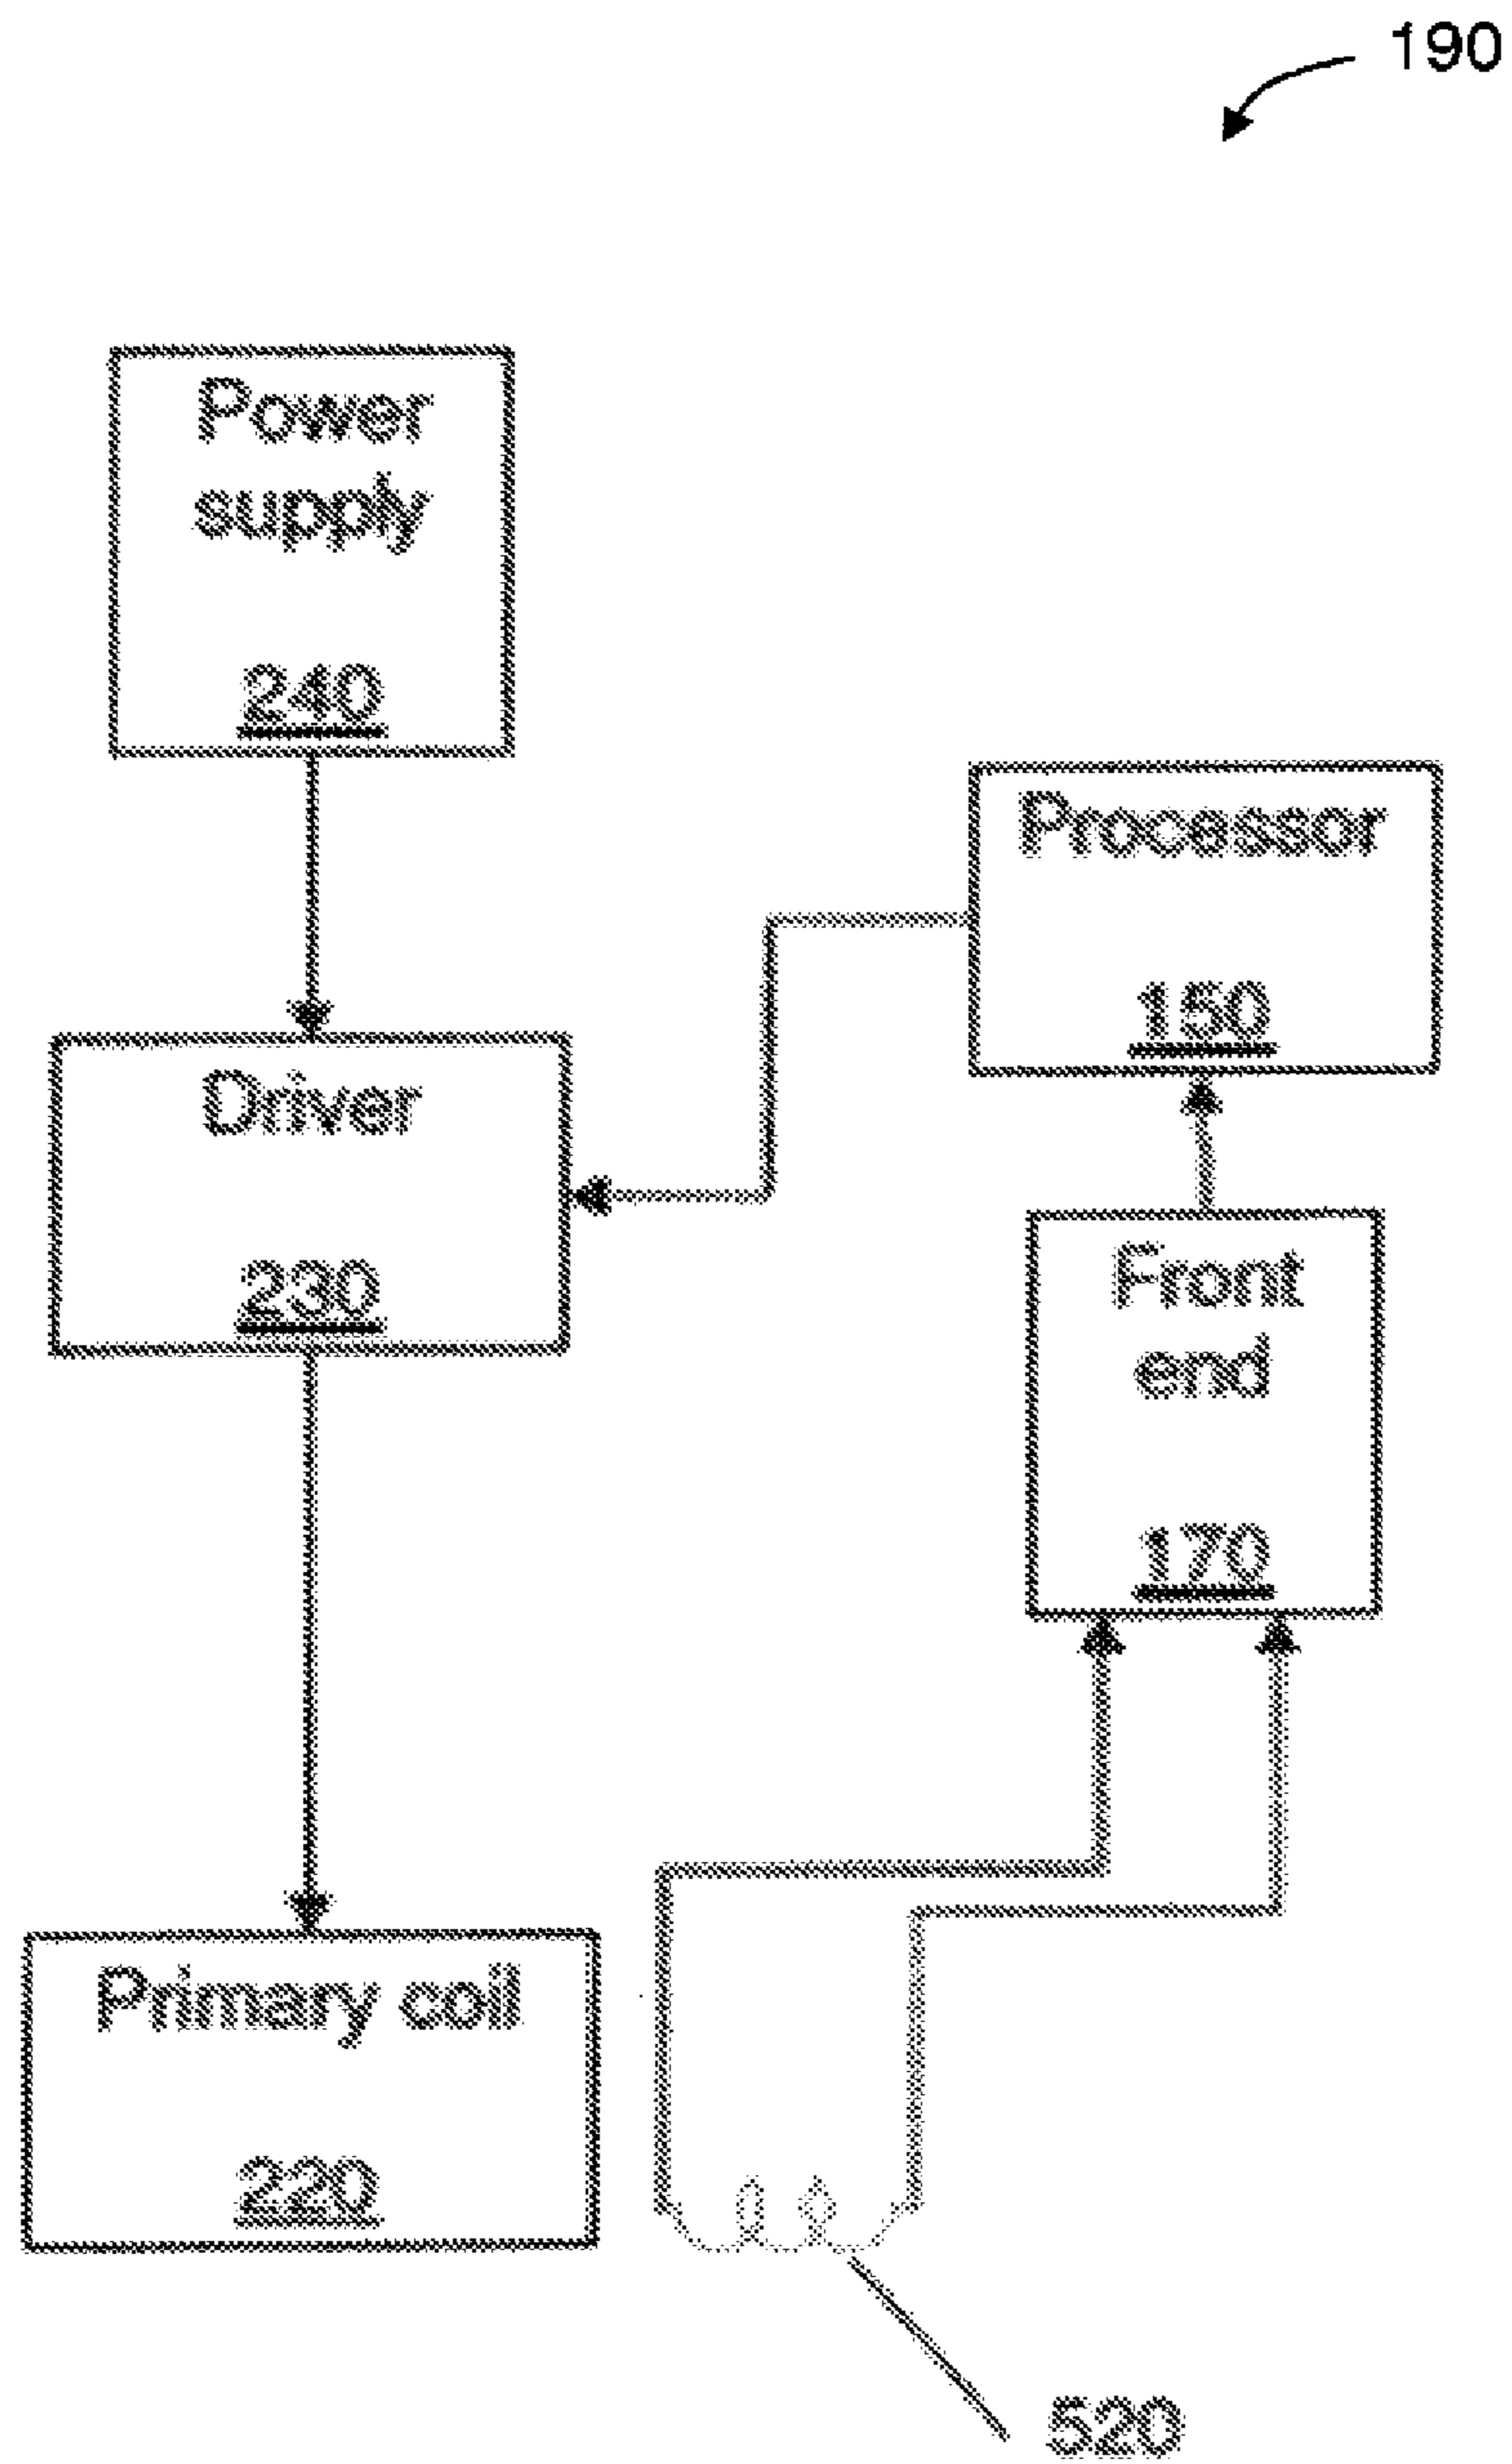 190
Power
supply
240
Processor
150
Driver
230
Front
end
170
Primary coil
220
520